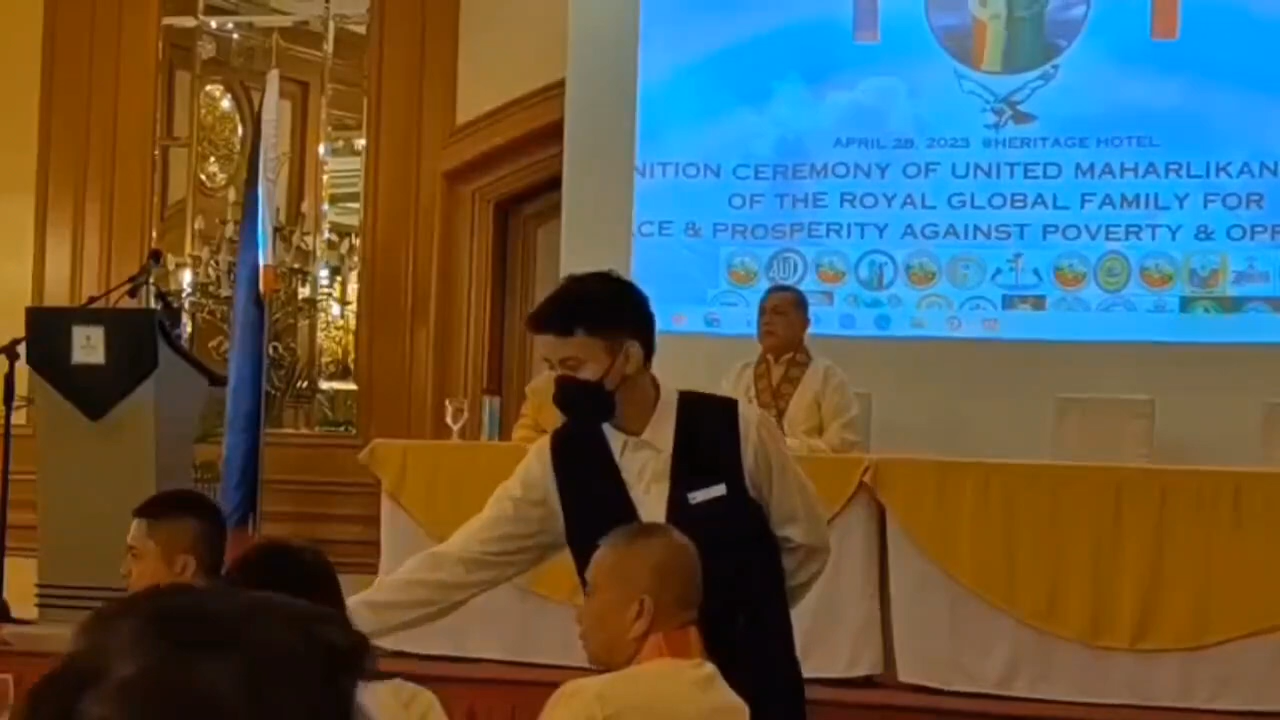 APRIL 28, 2023 @HERITAGE HOTEL
NITION CEREMONY OF UNITED MAHARLIKAN
OF THE ROYAL GLOBAL FAMILY FOR
CE & PROSPERITY AGAINST POVERTY & OPP